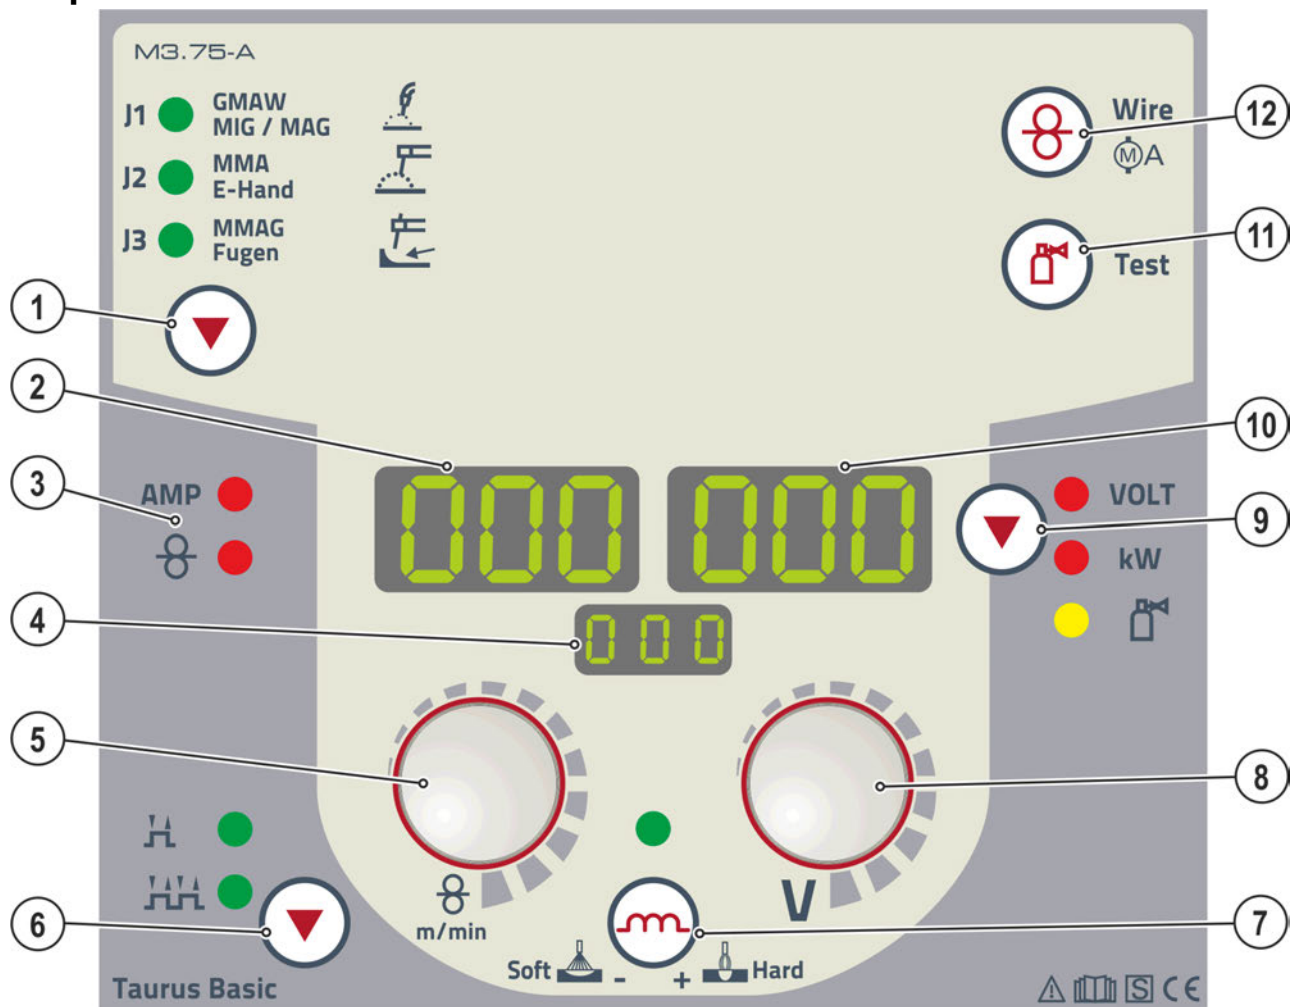 M3.75-A
J1 GMAW
MIG / MAG
J2 MMA
E-Hand
J3 MMAG
Fugen
Wire
M A
Test
12
11
1
2
10
3
AMP
000
000
VOLT
9
kW
4
000
5
8
m/min
V
6
7
Soft - + Hard
Taurus Basic
S CE